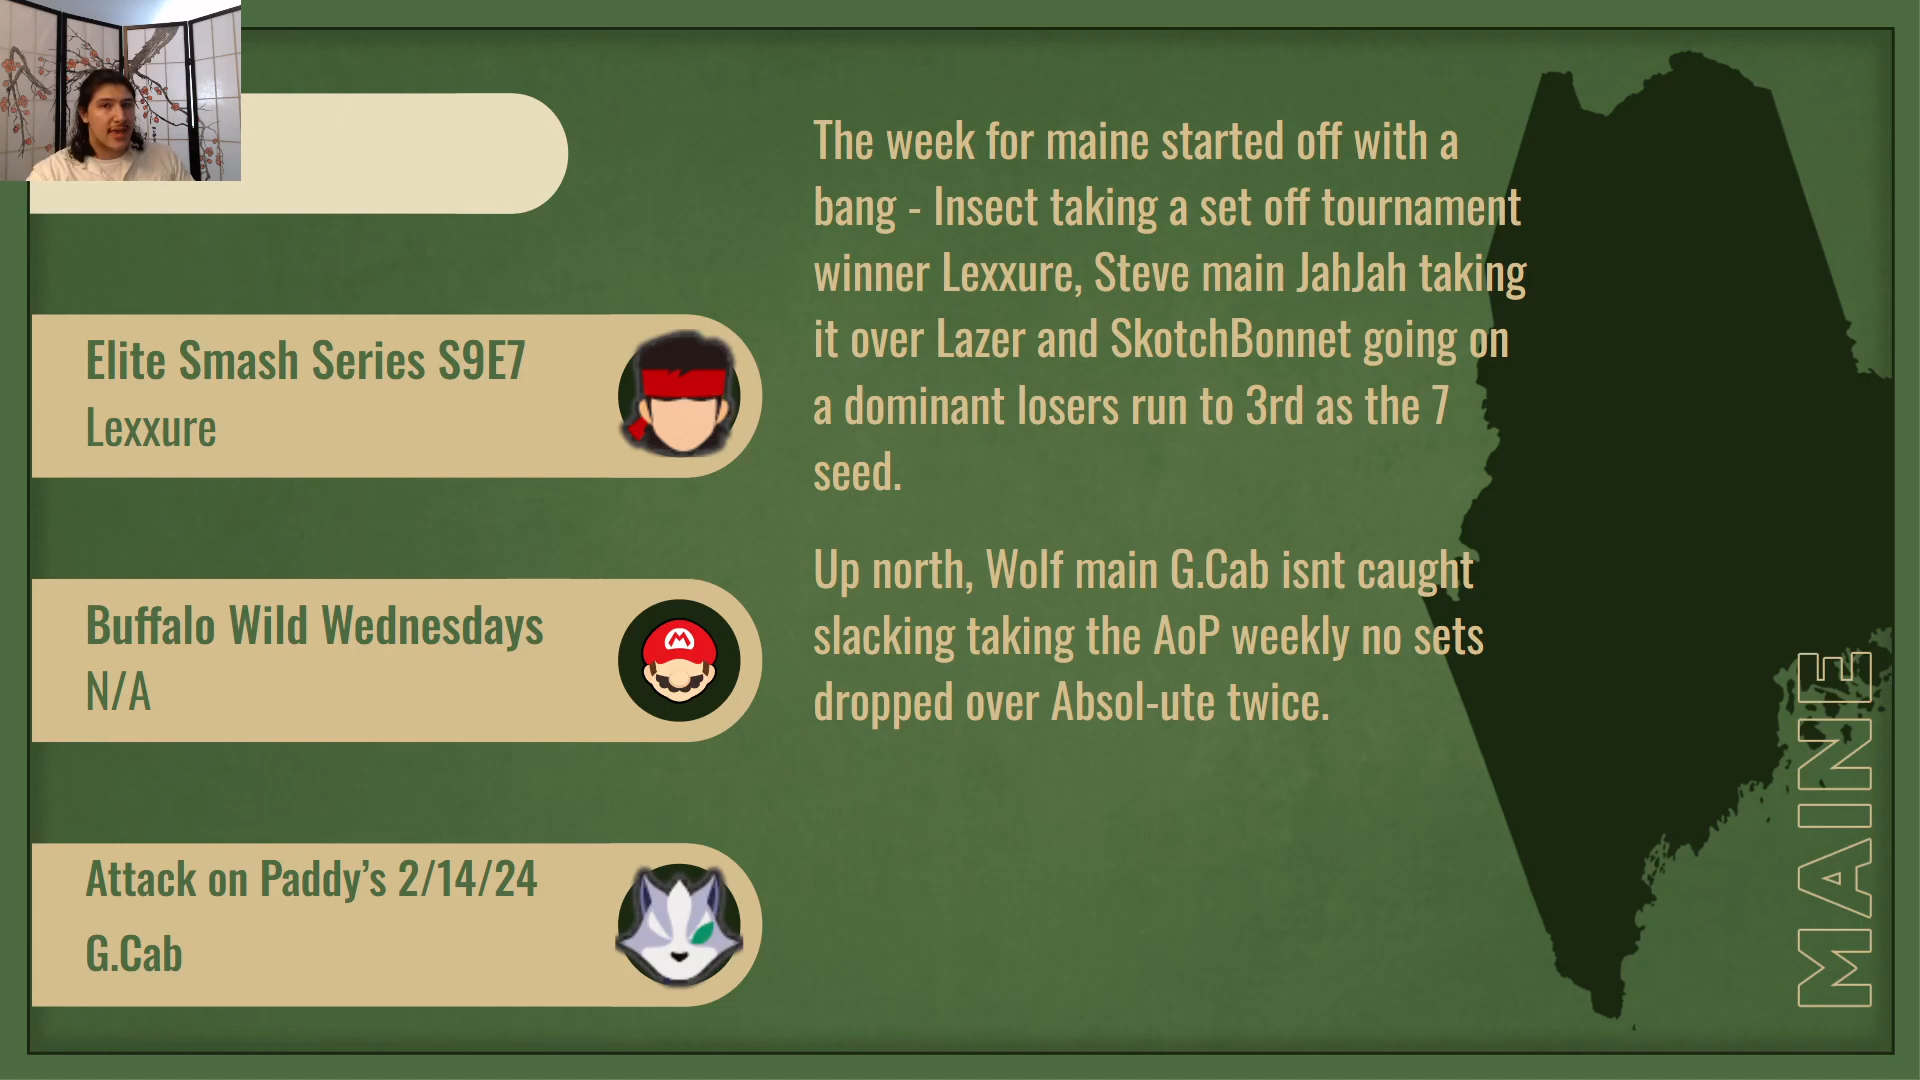 Elite Smash Series S9E7
Lexxure
Buffalo Wild Wednesdays
N/A
Attack on Paddy’s 2/14/24
G.Cab
The week for maine started off with a
bang - Insect taking a set off tournament
winner Lexxure, Steve main JahJah taking
it over Lazer and SkotchBonnet going on
a dominant losers run to 3rd as the 7
seed.
Up north, Wolf main G.Cab isnt caught
slacking taking the AoP weekly no sets
dropped over Absol-ute twice.
MAINE